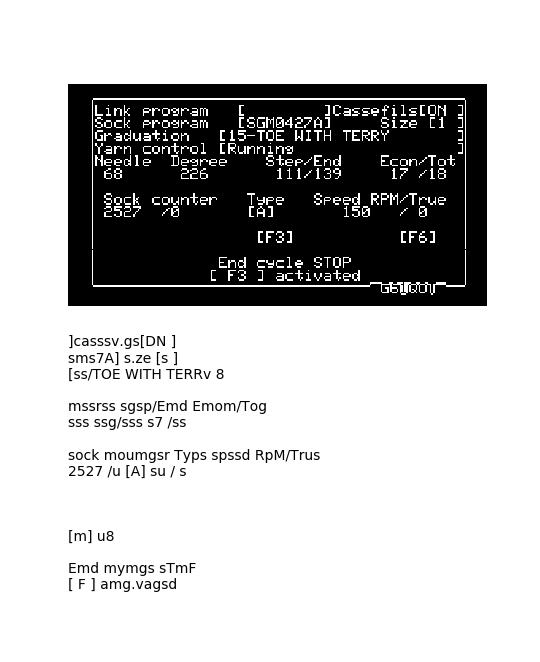 Link program [ ]Cassefils[ON ]
Sock program [SGM0427A] Size [1 ]
Graduation [15-TOE WITH TERRY ]
Yarn control [Running ]
Needle Degree Step/End Econ/Tot
68 226 111/139 17 /18
Sock counter Type Speed RPM/True
2527 /0 [A] 150 / 0
[F3] [F6]
End cycle STOP
[ F3 ] activated
]casssv.gs[DN ]
sms7A] s.ze [s ]
[ss/TOE WITH TERRv 8
mssrss sgsp/Emd Emom/Tog
sss ssg/sss s7 /ss
sock moumgsr Typs spssd RpM/Trus
2527 /u [A] su / s
[m] u8
Emd mymgs sTmF
[ F ] amg.vagsd